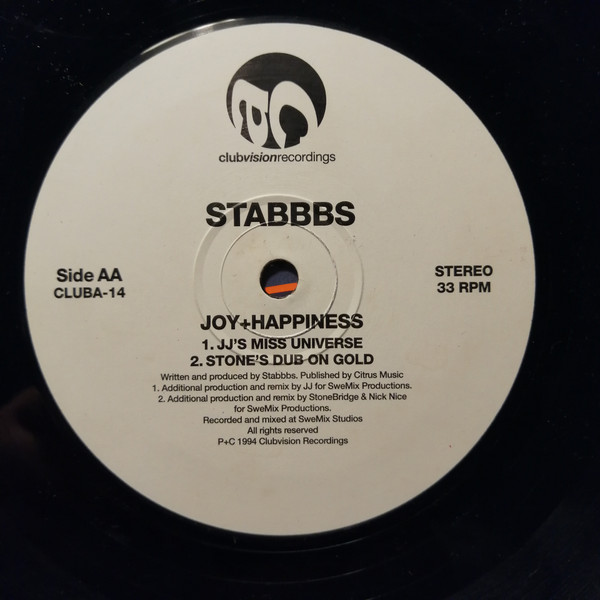 clubvisionrecordings
STABBBS
Side AA
CLUBA-14
STEREO
33 RPM
JOY+HAPPINESS
1. JJ'S MISS UNIVERSE
2. STONE'S DUB ON GOLD
Written and produced by Stabbbs. Published by Citrus Music
1. Additional production and remix by JJ for SweMix Productions.
2. Additional production and remix by StoneBridge & Nick Nice
for SweMix Productions.
Recorded and mixed at SweMix Studios
All rights reserved
P+C 1994 Clubvision Recordings